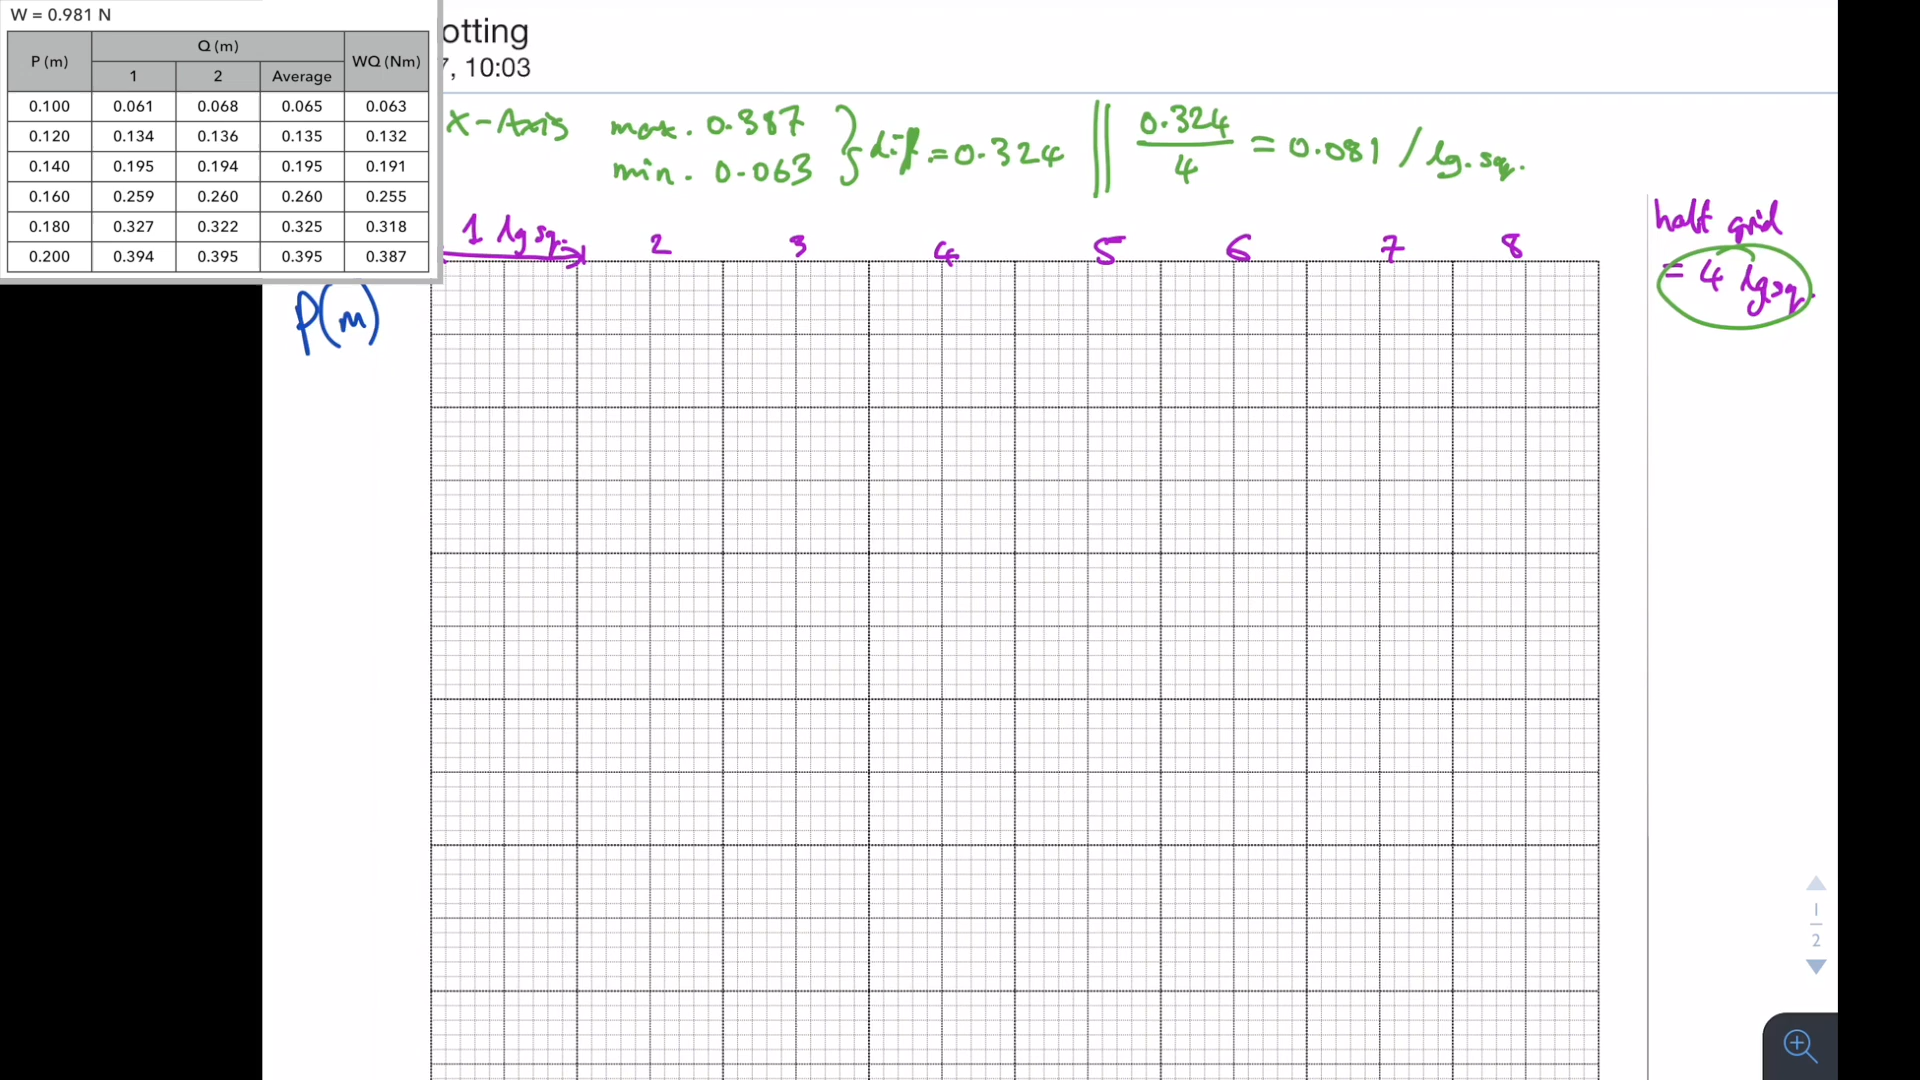 W = 0.981 N
P (m) Q (m) WQ (Nm)
1 2 Average
0.100 0.061 0.068 0.065 0.063
0.120 0.134 0.136 0.135 0.132
0.140 0.195 0.194 0.195 0.191
0.160 0.259 0.260 0.260 0.255
0.180 0.327 0.322 0.325 0.318
0.200 0.394 0.395 0.395 0.387
otting
7, 10:03
X-Axis max. 0.387 } dif. = 0.324 || 0.324/4 = 0.081 / lg. sq.
min. 0.063
1 lg sq. 2 3 4 5 6 7 8
half grid
= 4 lg sq.
P(m)
1
2